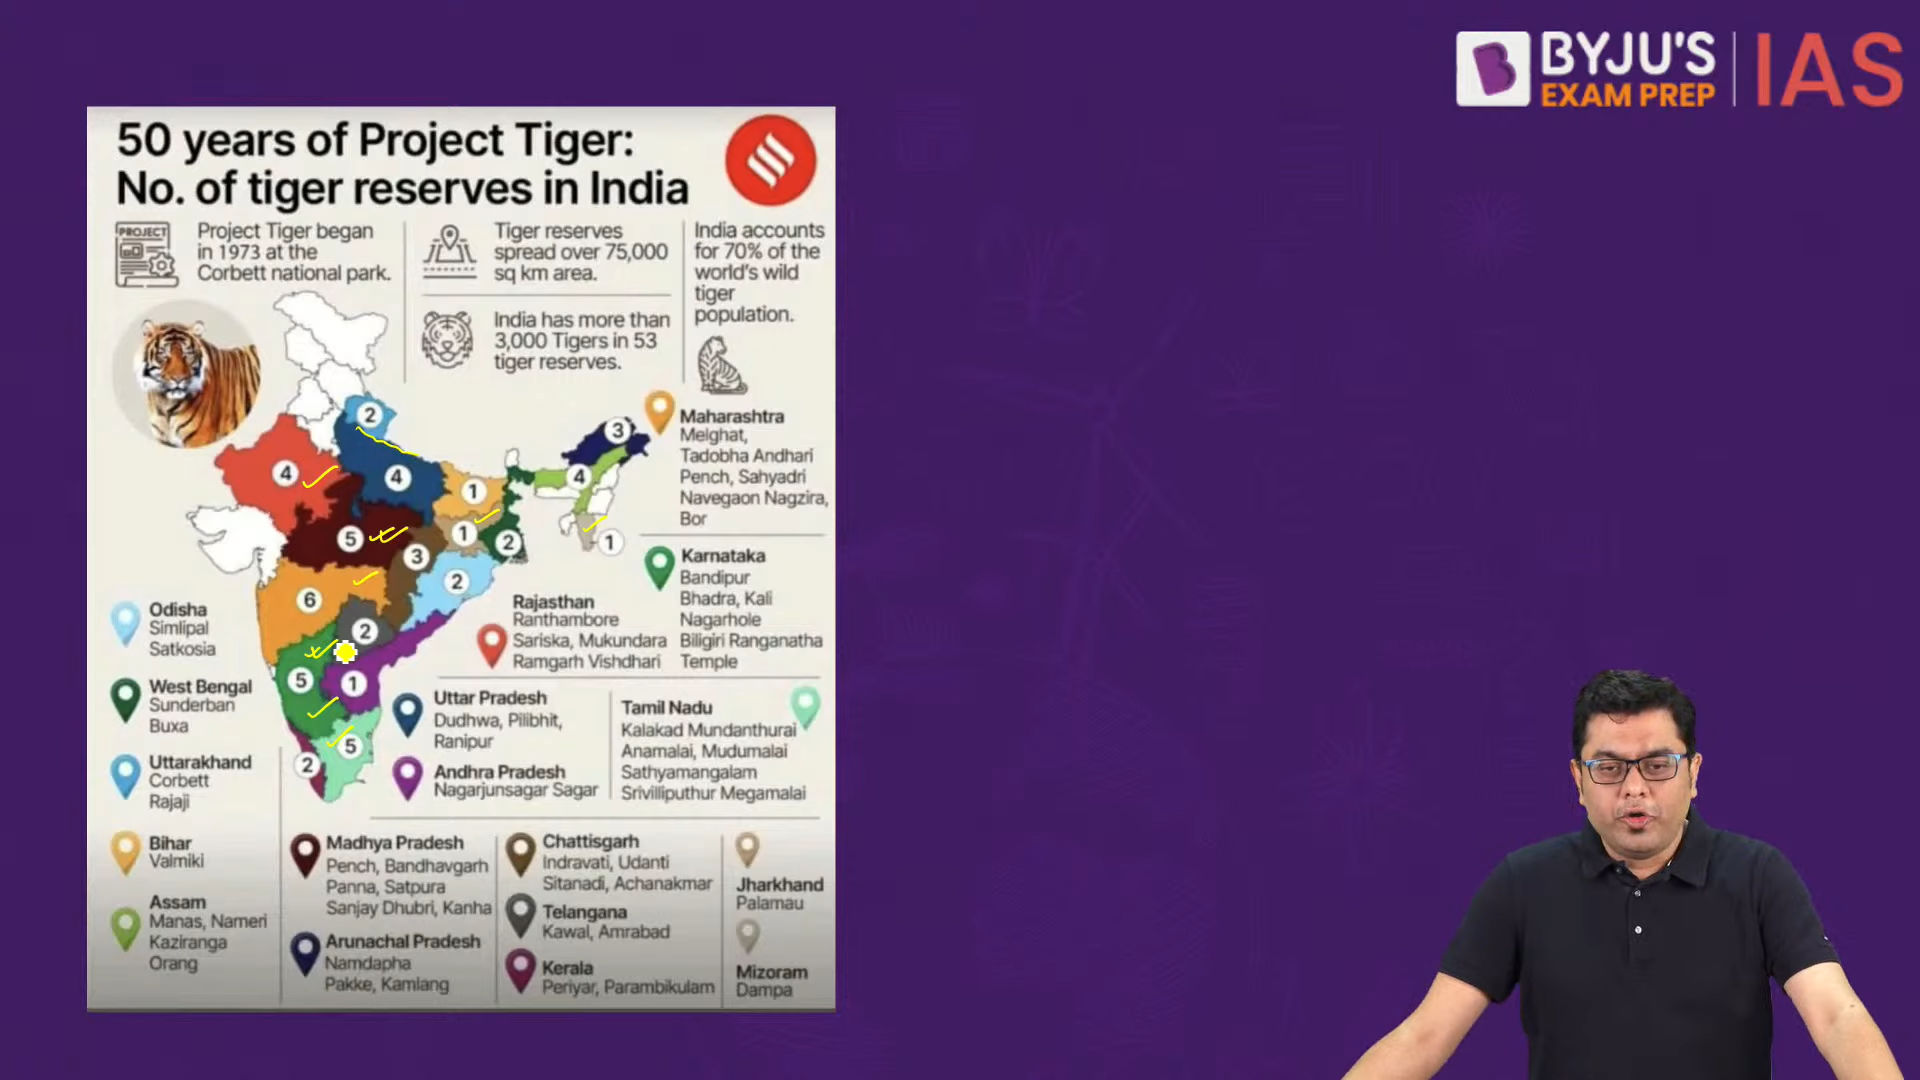 BYJU'S
EXAM PREP
IAS
50 years of Project Tiger:
No. of tiger reserves in India
PROJECT
Project Tiger began
in 1973 at the
Corbett national park.
Tiger reserves
spread over 75,000
sq km area.
India has more than
3,000 Tigers in 53
tiger reserves.
India accounts
for 70% of the
world's wild
tiger
population.
2
3
4
4
1
4
5
1
3
2
1
2
6
2
5
1
5
2
Maharashtra
Melghat,
Tadobha Andhari
Pench, Sahyadri
Navegaon Nagzira,
Bor
Karnataka
Bandipur
Bhadra, Kali
Nagarhole
Biligiri Ranganatha
Temple
Rajasthan
Ranthambore
Sariska, Mukundara
Ramgarh Vishdhari
Odisha
Simlipal
Satkosia
West Bengal
Sunderban
Buxa
Uttarakhand
Corbett
Rajaji
Uttar Pradesh
Dudhwa, Pilibhit,
Ranipur
Andhra Pradesh
Nagarjunsagar Sagar
Tamil Nadu
Kalakad Mundanthurai
Anamalai, Mudumalai
Sathyamangalam
Srivilliputhur Megamalai
Bihar
Valmiki
Assam
Manas, Nameri
Kaziranga
Orang
Madhya Pradesh
Pench, Bandhavgarh
Panna, Satpura
Sanjay Dhubri, Kanha
Arunachal Pradesh
Namdapha
Pakke, Kamlang
Chattisgarh
Indravati, Udanti
Sitanadi, Achanakmar
Telangana
Kawal, Amrabad
Kerala
Periyar, Parambikulam
Jharkhand
Palamau
Mizoram
Dampa